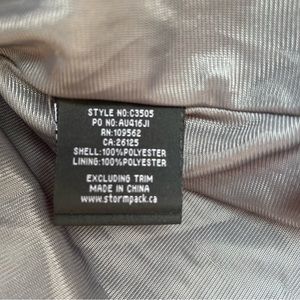 STYLE NO:C3505
PO NO:AUG16JI
RN:109562
CA:26125
SHELL:100%POLYESTER
LINING:100%POLYESTER
EXCLUDING TRIM
MADE IN CHINA
www.stormpack.ca